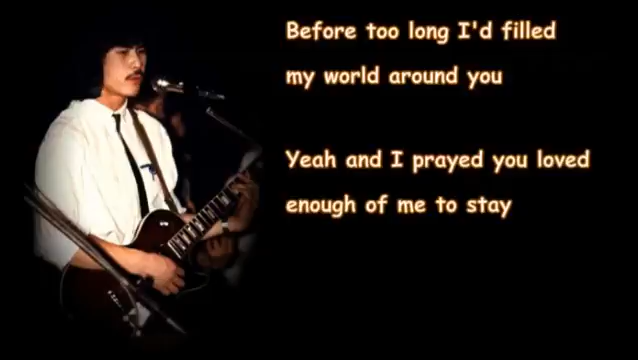 Before too long I'd filled
my world around you
Yeah and I prayed you loved
enough of me to stay